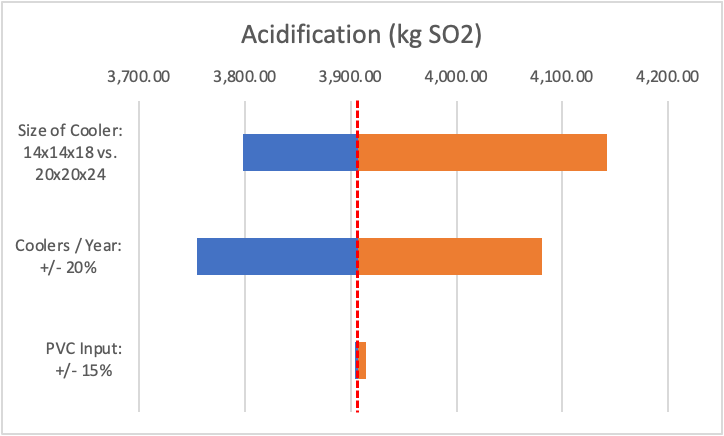 Acidification (kg SO2)
3,700.00 3,800.00 3,900.00 4,000.00 4,100.00 4,200.00
Size of Cooler:
14x14x18 vs.
20x20x24
Coolers / Year:
+/- 20%
PVC Input:
+/- 15%